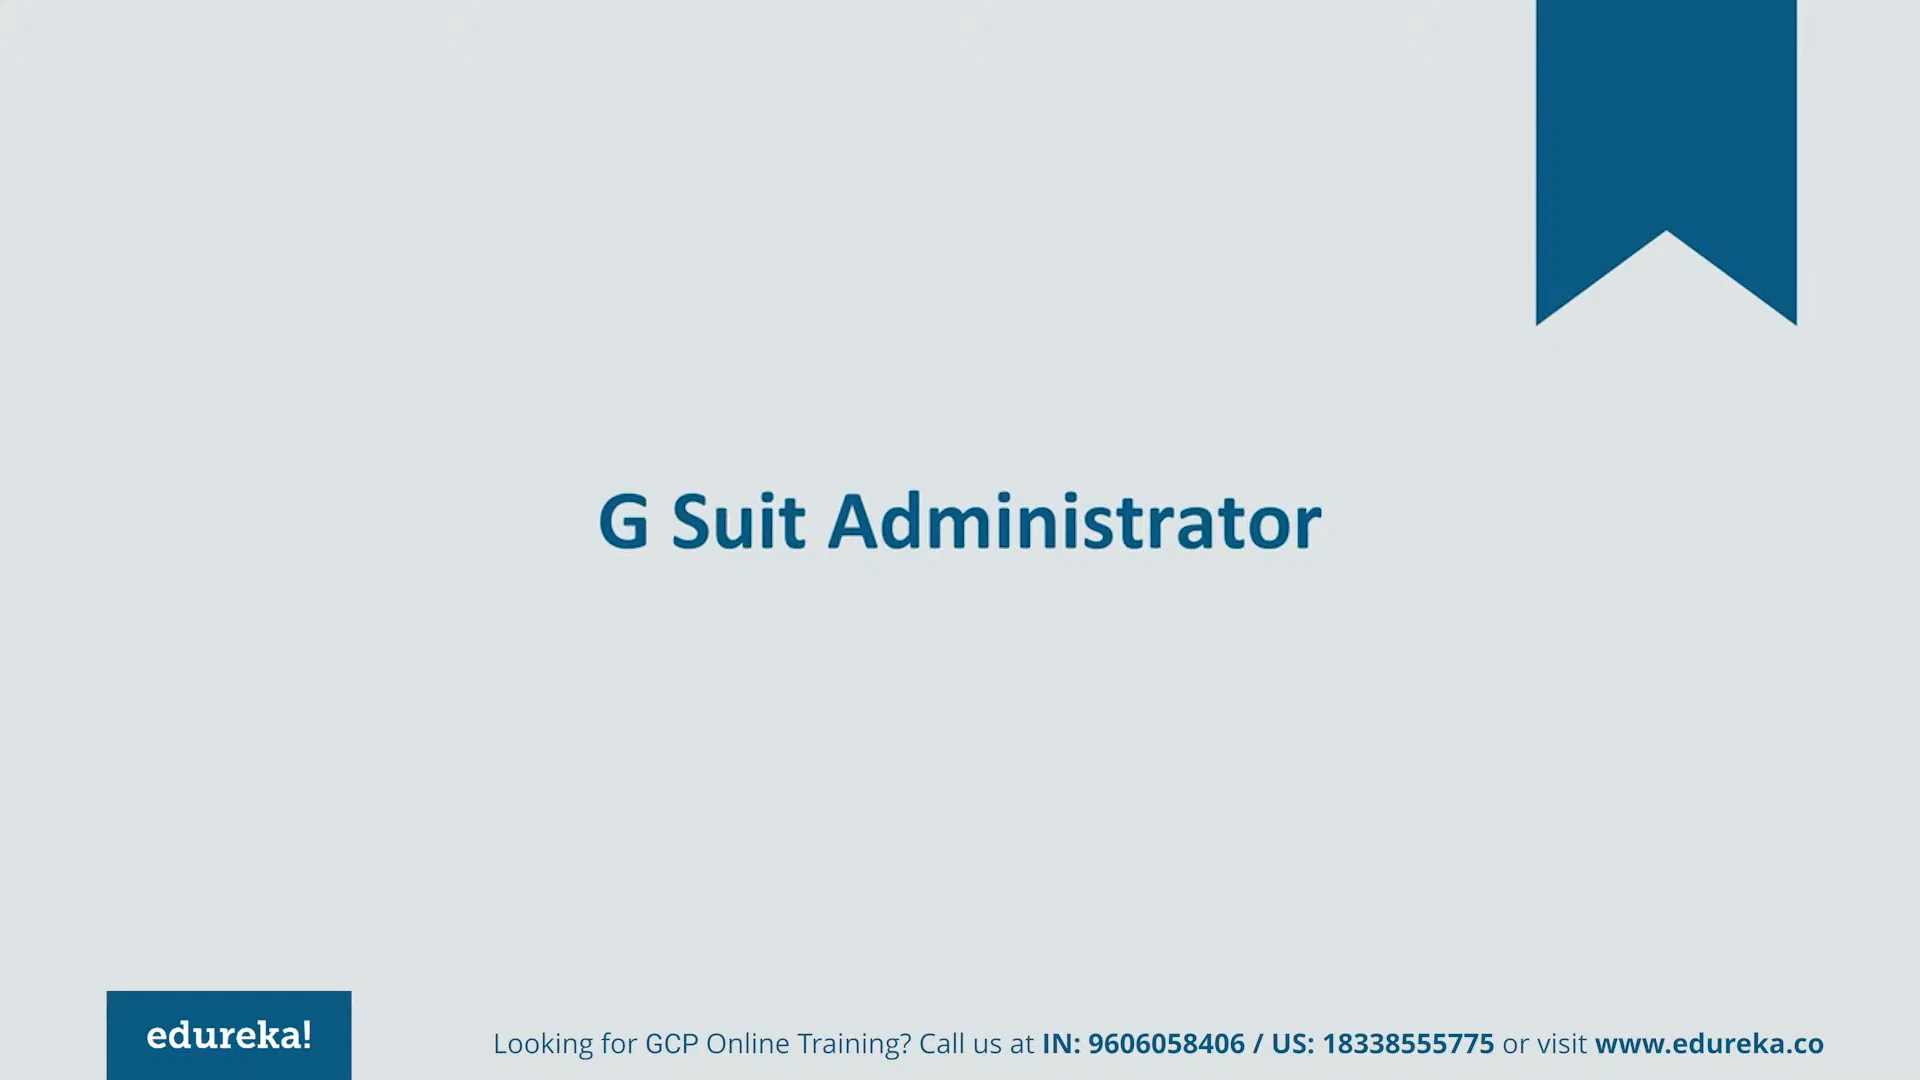 G Suit Administrator
edureka!
Looking for GCP Online Training? Call us at IN: 9606058406 / US: 18338555775 or visit www.edureka.co